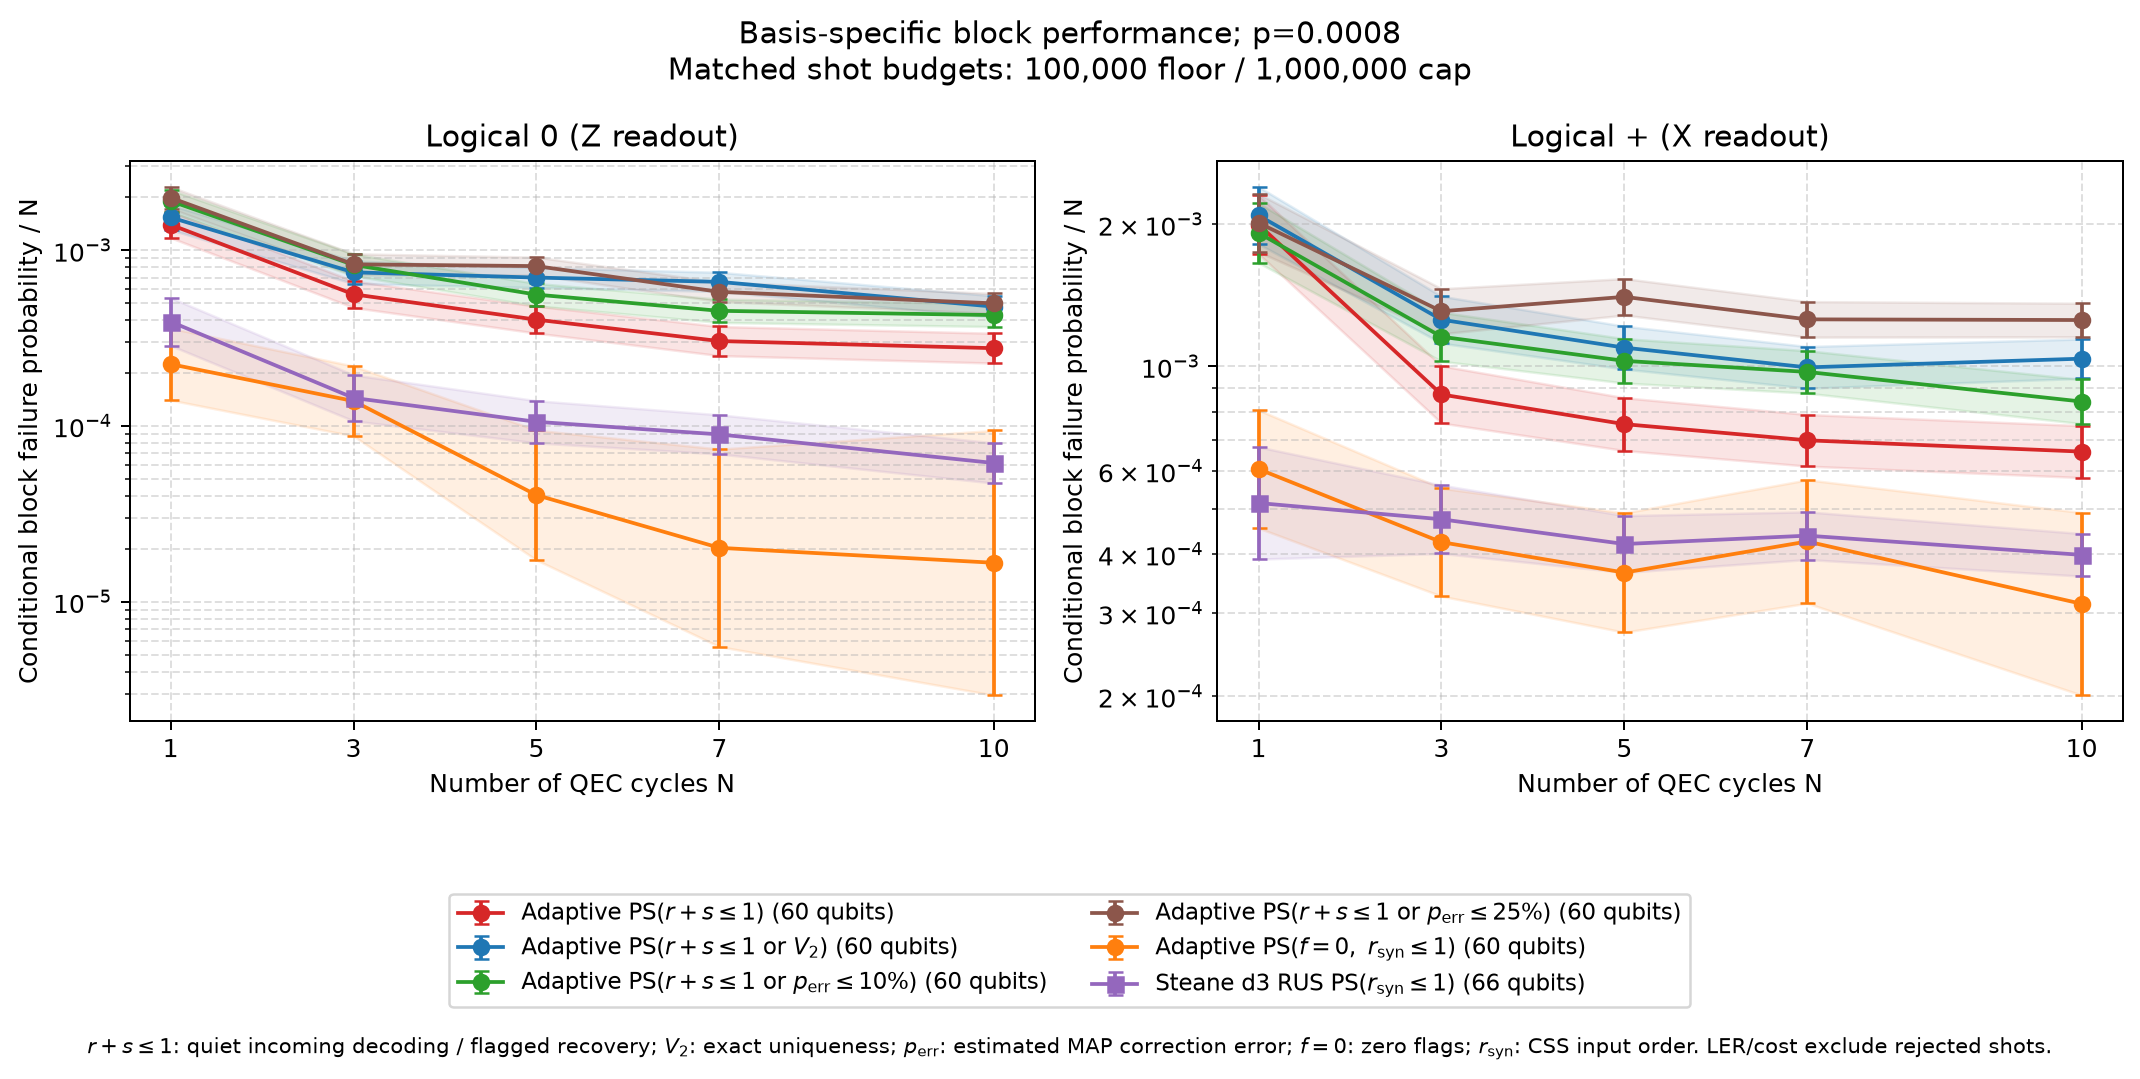 Basis-specific block performance; p=0.0008
Matched shot budgets: 100,000 floor / 1,000,000 cap
Logical 0 (Z readout)
Conditional block failure probability / N
10⁻³
10⁻⁴
10⁻⁵
1 3 5 7 10
Number of QEC cycles N
Logical + (X readout)
Conditional block failure probability / N
2 × 10⁻³
10⁻³
6 × 10⁻⁴
4 × 10⁻⁴
3 × 10⁻⁴
2 × 10⁻⁴
1 3 5 7 10
Number of QEC cycles N
Adaptive PS(r + s ≤ 1) (60 qubits)
Adaptive PS(r + s ≤ 1 or V₂) (60 qubits)
Adaptive PS(r + s ≤ 1 or p_err ≤ 10%) (60 qubits)
Adaptive PS(r + s ≤ 1 or p_err ≤ 25%) (60 qubits)
Adaptive PS(f = 0, r_syn ≤ 1) (60 qubits)
Steane d3 RUS PS(r_syn ≤ 1) (66 qubits)
r + s ≤ 1: quiet incoming decoding / flagged recovery; V₂: exact uniqueness; p_err: estimated MAP correction error; f = 0: zero flags; r_syn: CSS input order. LER/cost exclude rejected shots.